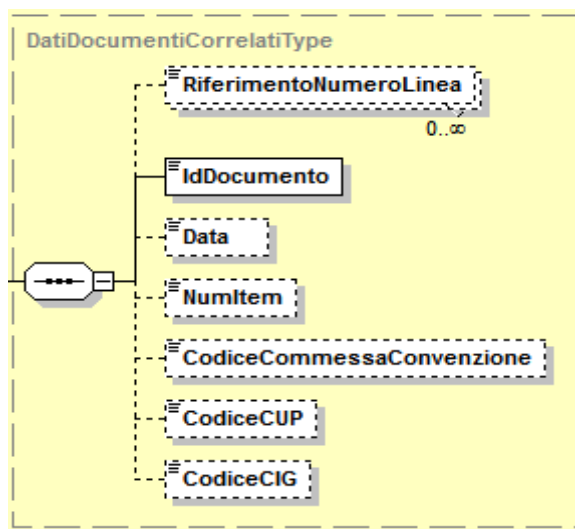 DatiDocumentiCorrelatiType
RiferimentoNumeroLinea
0..∞
IdDocumento
Data
NumItem
CodiceCommessaConvenzione
CodiceCUP
CodiceCIG